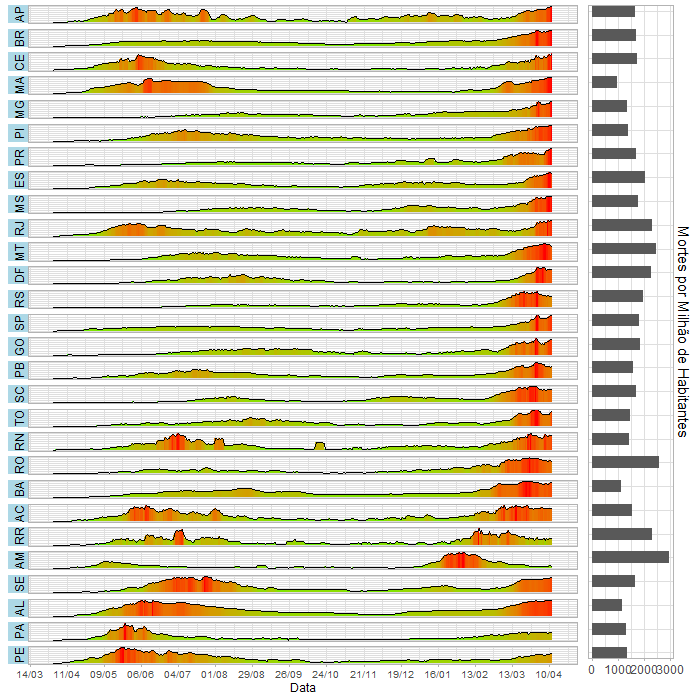 AP
BR
CE
MA
MG
PI
PR
ES
MS
RJ
MT
DF
RS
SP
GO
PB
SC
TO
RN
RO
BA
AC
RR
AM
SE
AL
PA
PE
14/03 11/04 09/05 06/06 04/07 01/08 29/08 26/09 24/10 21/11 19/12 16/01 13/02 13/03 10/04
Data
0 1000 2000 3000
Mortes por Milhão de Habitantes